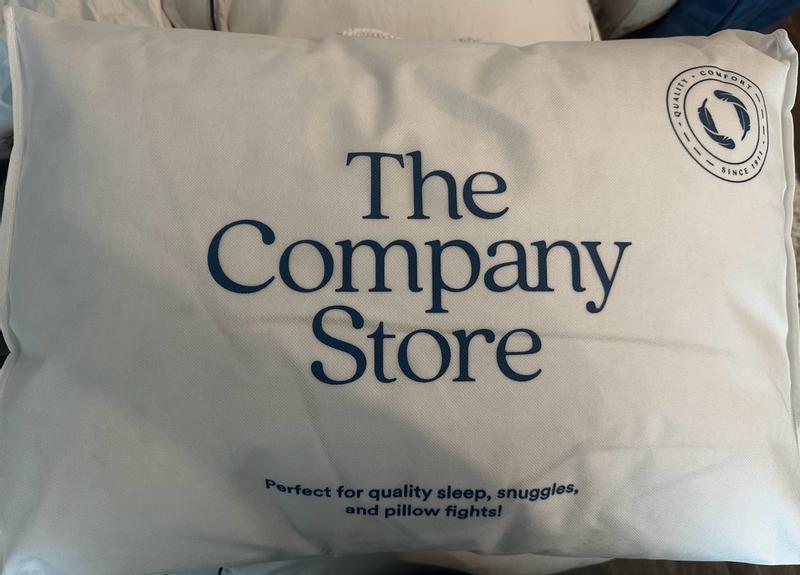 QUALITY • COMFORT
SINCE 1911
The
Company
Store
Perfect for quality sleep, snuggles,
and pillow fights!